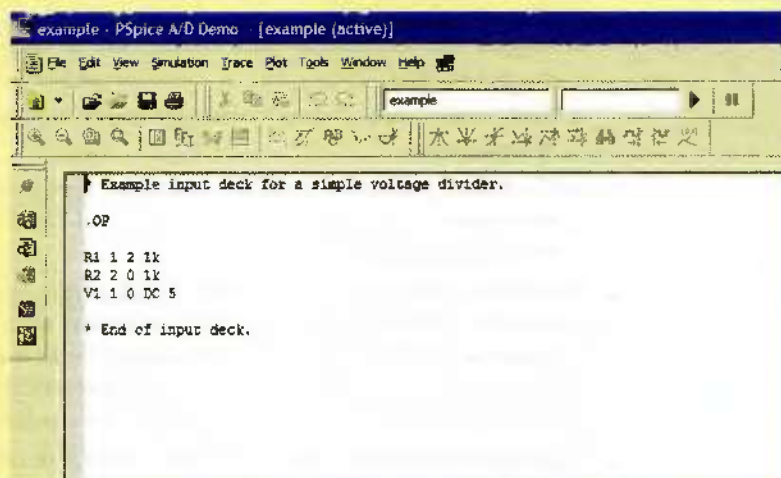 example - PSpice A/D Demo - [example (active)]
File Edit View Simulation Trace Plot Tools Window Help
example
* Example input deck for a simple voltage divider.
.OP
R1 1 2 1k
R2 2 0 1k
V1 1 0 DC 5
* End of input deck.